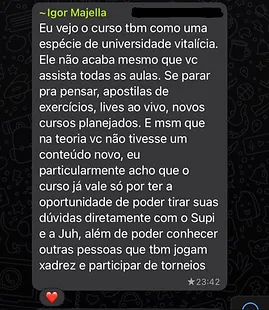 ~Igor Majella
Eu vejo o curso tbm como uma
espécie de universidade vitalícia.
Ele não acaba mesmo que vc
assista todas as aulas. Se parar
pra pensar, apostilas de
exercícios, lives ao vivo, novos
cursos planejados. E msm que
na teoria vc não tivesse um
conteúdo novo, eu
particularmente acho que o
curso já vale só por ter a
oportunidade de poder tirar suas
dúvidas diretamente com o Supi
e a Juh, além de poder conhecer
outras pessoas que tbm jogam
xadrez e participar de torneios
★23:42